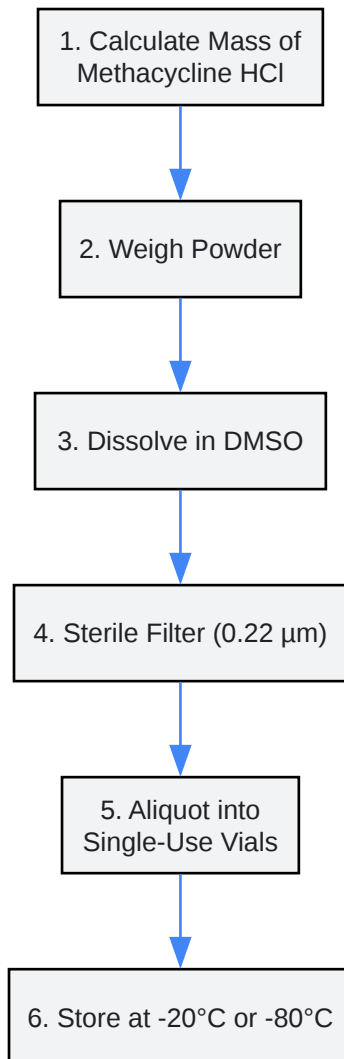 1. Calculate Mass of
Methacycline HCl
2. Weigh Powder
3. Dissolve in DMSO
4. Sterile Filter (0.22 µm)
5. Aliquot into
Single-Use Vials
6. Store at -20°C or -80°C